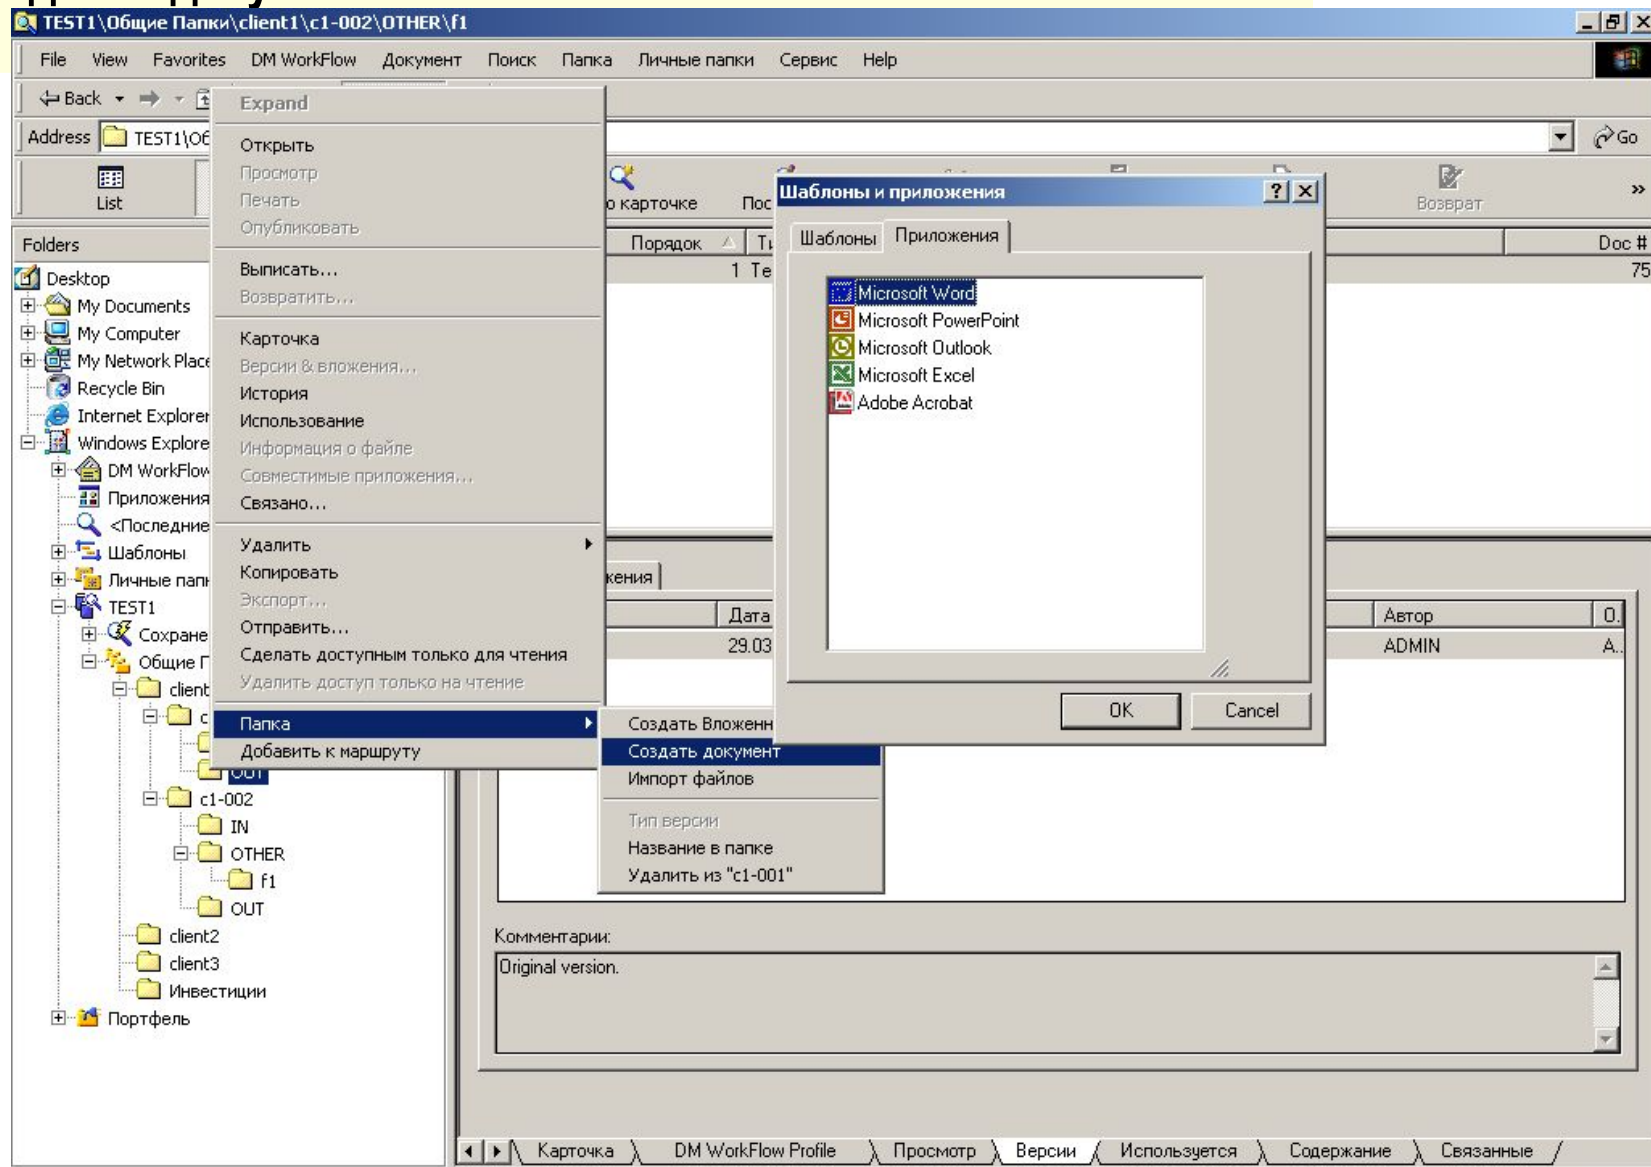 TEST1\Общие Папки\client1\c1-002\OTHER\f1
File View Favorites DM WorkFlow Документ Поиск Папка Личные папки Сервис Help
Back
Address TEST1\Об Go
List о карточке Пос Возврат »
Expand
Открыть
Просмотр
Печать
Опубликовать
Выписать...
Возвратить...
Карточка
Версии & вложения...
История
Использование
Информация о файле
Совместимые приложения...
Связано...
Удалить
Копировать
Экспорт...
Отправить...
Сделать доступным только для чтения
Удалить доступ только на чтение
Папка
Добавить к маршруту
Создать Вложенн
Создать документ
Импорт файлов
Тип версии
Название в папке
Удалить из "c1-001"
Шаблоны и приложения
Шаблоны Приложения
Microsoft Word
Microsoft PowerPoint
Microsoft Outlook
Microsoft Excel
Adobe Acrobat
OK Cancel
Folders
Desktop
My Documents
My Computer
My Network Place
Recycle Bin
Internet Explorer
Windows Explore
DM WorkFlow
Приложения
<Последние
Шаблоны
Личные пап
TEST1
Сохране
Общие П
client
c
OUT
c1-002
IN
OTHER
f1
OUT
client2
client3
Инвестиции
Портфель
Порядок Ти Doc #
1 Те 75
жения
Дата Автор О.
29.03 ADMIN A..
Комментарии:
Original version.
Карточка DM WorkFlow Profile Просмотр Версии Используется Содержание Связанные